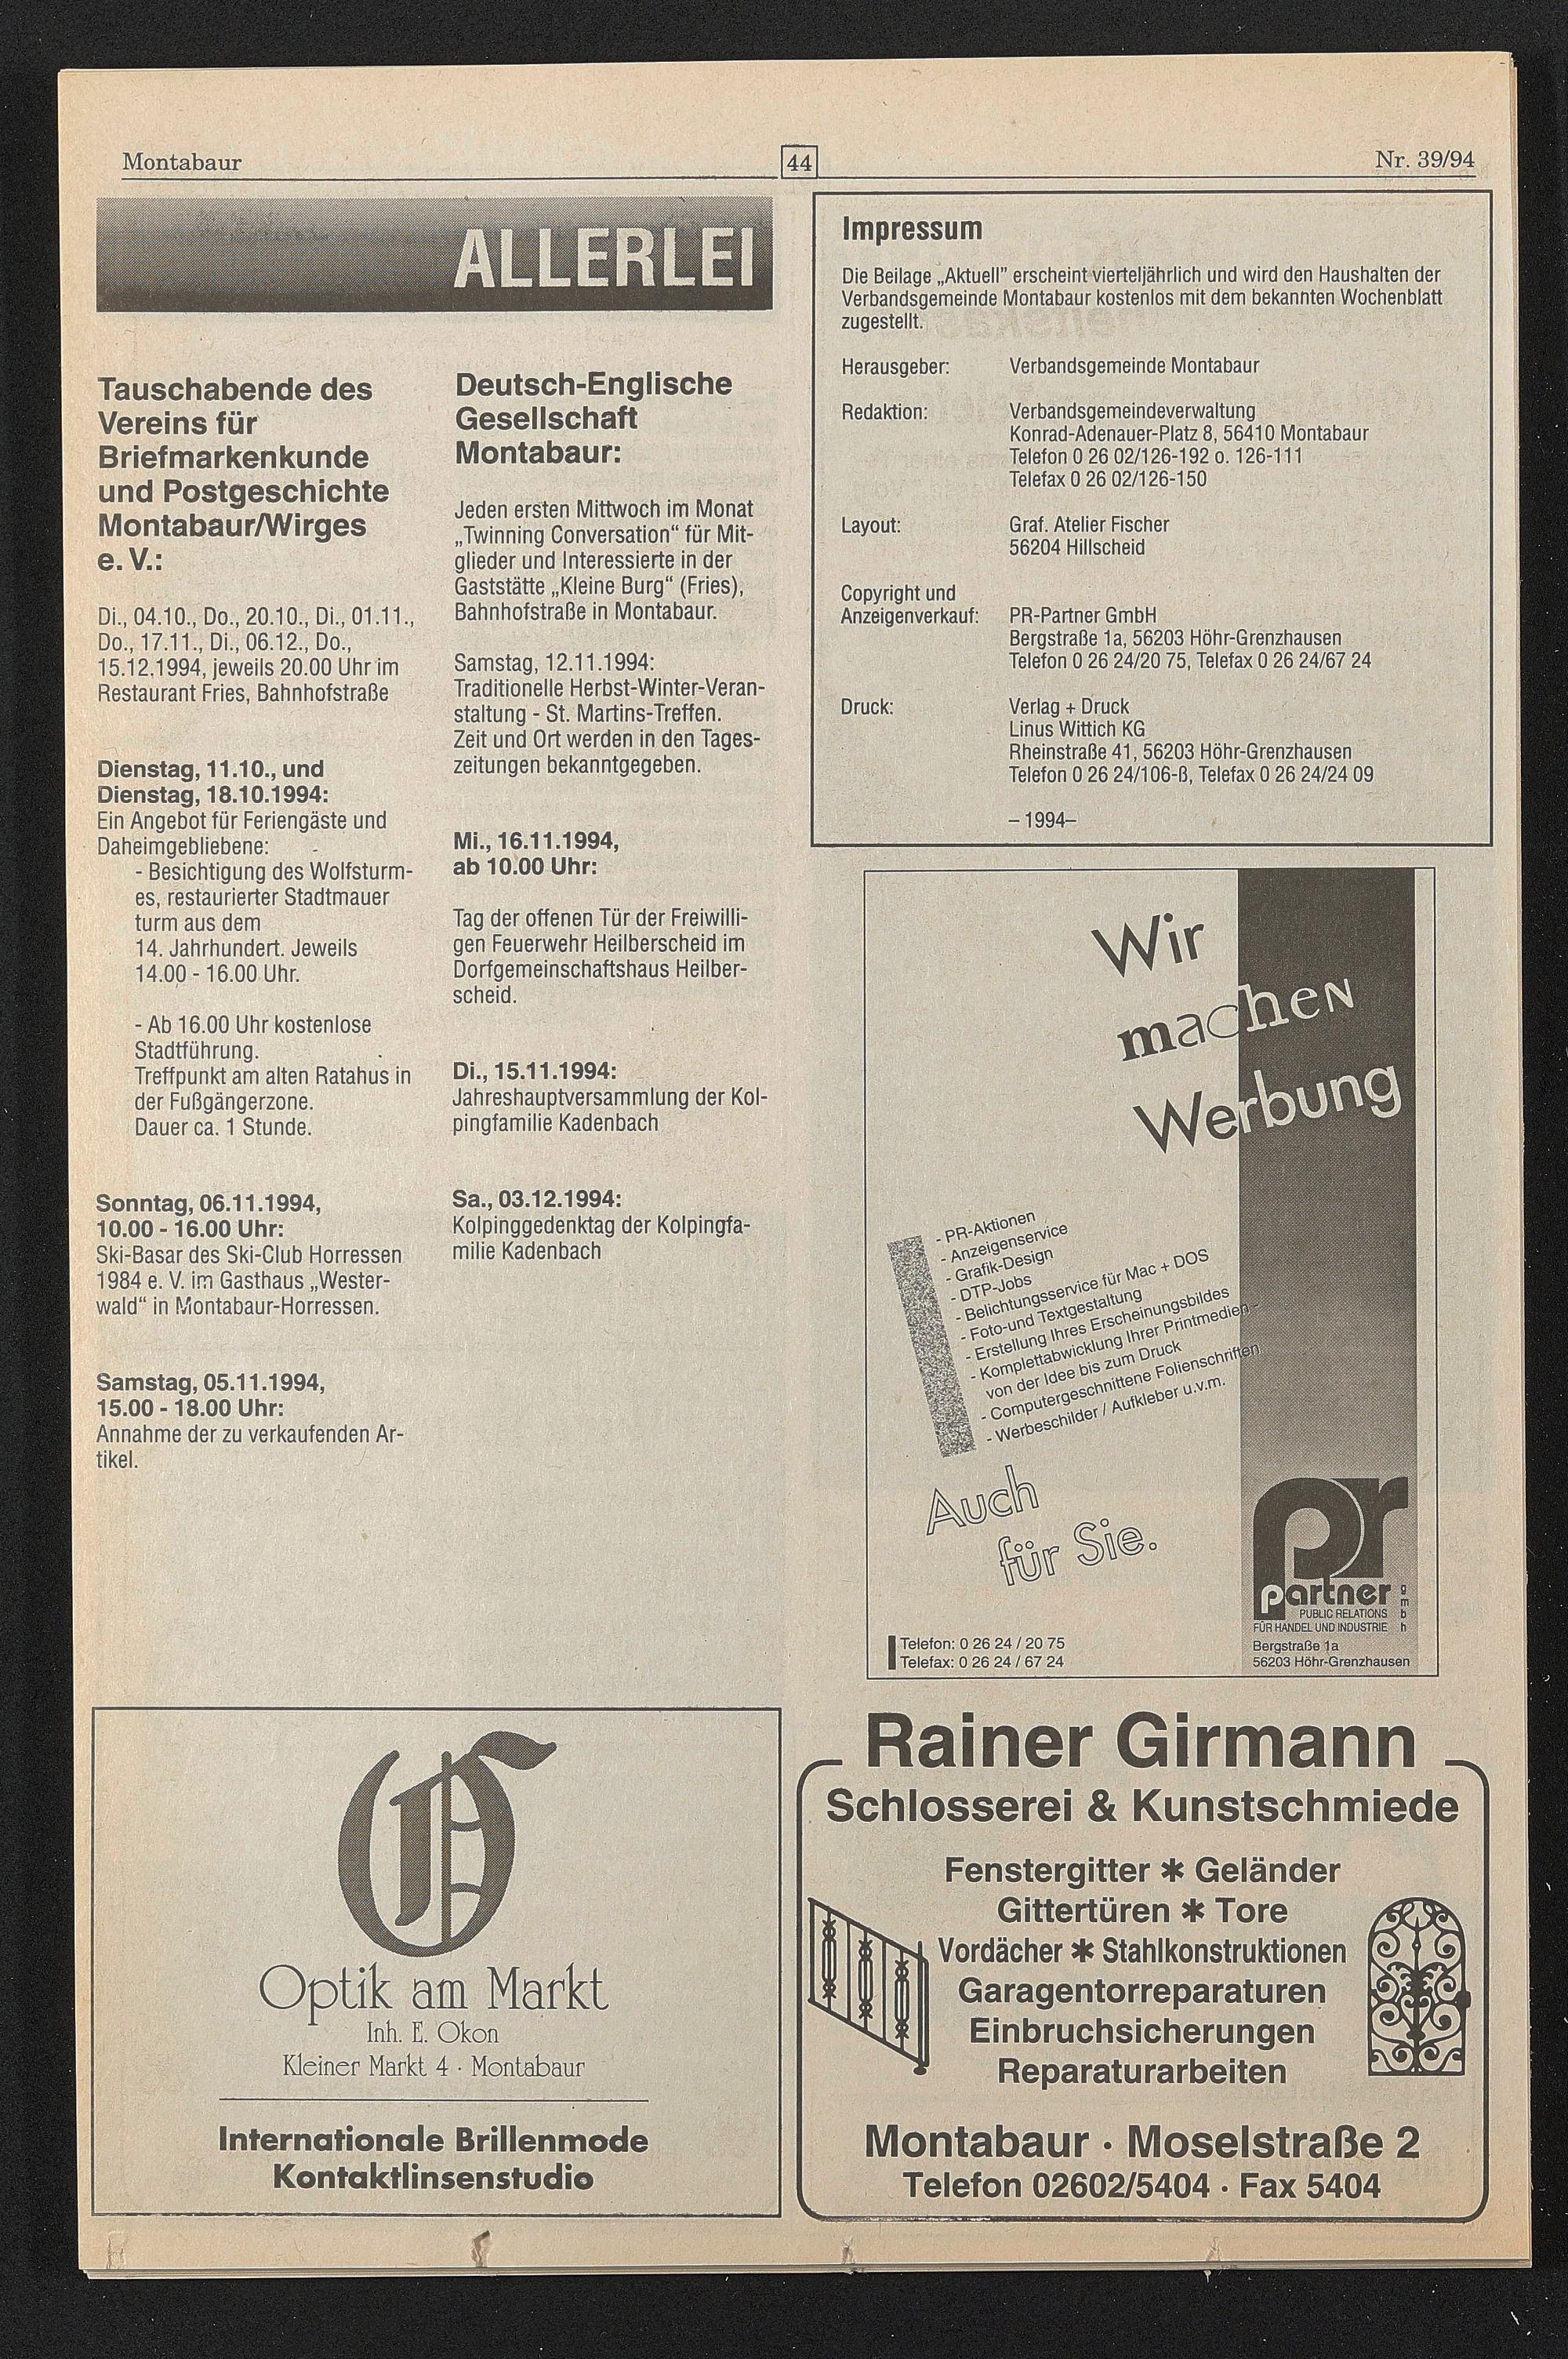 Montabaur
44
Nr. 39/94
ALLERLEI
Tauschabende des
Vereins für
Briefmarkenkunde
und Postgeschichte
Montabaur/Wirges
e. V.:
Di., 04.10., Do., 20.10., Di., 01.11.,
Do., 17.11., Di., 06.12., Do.,
15.12.1994, jeweils 20.00 Uhr im
Restaurant Fries, Bahnhofstraße
Dienstag, 11.10., und
Dienstag, 18.10.1994:
Ein Angebot für Feriengäste und
Daheimgebliebene:
- Besichtigung des Wolfsturm-
es, restaurierter Stadtmauer
turm aus dem
14. Jahrhundert. Jeweils
14.00 - 16.00 Uhr.
- Ab 16.00 Uhr kostenlose
Stadtführung.
Treffpunkt am alten Ratahus in
der Fußgängerzone.
Dauer ca. 1 Stunde.
Sonntag, 06.11.1994,
10.00 - 16.00 Uhr:
Ski-Basar des Ski-Club Horressen
1984 e. V. im Gasthaus „Wester-
wald“ in Montabaur-Horressen.
Samstag, 05.11.1994,
15.00 - 18.00 Uhr:
Annahme der zu verkaufenden Ar-
tikel.
Deutsch-Englische
Gesellschaft
Montabaur:
Jeden ersten Mittwoch im Monat
„Twinning Conversation“ für Mit-
glieder und Interessierte in der
Gaststätte „Kleine Burg“ (Fries),
Bahnhofstraße in Montabaur.
Samstag, 12.11.1994:
Traditionelle Herbst-Winter-Veran-
staltung - St. Martins-Treffen.
Zeit und Ort werden in den Tages-
zeitungen bekanntgegeben.
Mi., 16.11.1994,
ab 10.00 Uhr:
Tag der offenen Tür der Freiwilli-
gen Feuerwehr Heilberscheid im
Dorfgemeinschaftshaus Heilber-
scheid.
Di., 15.11.1994:
Jahreshauptversammlung der Kol-
pingfamilie Kadenbach
Sa., 03.12.1994:
Kolpinggedenktag der Kolpingfa-
milie Kadenbach
Impressum
Die Beilage „Aktuell” erscheint vierteljährlich und wird den Haushalten der
Verbandsgemeinde Montabaur kostenlos mit dem bekannten Wochenblatt
zugestellt.
Herausgeber: Verbandsgemeinde Montabaur
Redaktion: Verbandsgemeindeverwaltung
Konrad-Adenauer-Platz 8, 56410 Montabaur
Telefon 0 26 02/126-192 o. 126-111
Telefax 0 26 02/126-150
Layout: Graf. Atelier Fischer
56204 Hillscheid
Copyright und
Anzeigenverkauf: PR-Partner GmbH
Bergstraße 1a, 56203 Höhr-Grenzhausen
Telefon 0 26 24/20 75, Telefax 0 26 24/67 24
Druck: Verlag + Druck
Linus Wittich KG
Rheinstraße 41, 56203 Höhr-Grenzhausen
Telefon 0 26 24/106-ß, Telefax 0 26 24/24 09
– 1994–
Wir
machen
Werbung
- PR-Aktionen
- Anzeigenservice
- Grafik-Design
- DTP-Jobs
- Belichtungsservice für Mac + DOS
- Foto-und Textgestaltung
- Erstellung Ihres Erscheinungsbildes
- Komplettabwicklung Ihrer Printmedien -
von der Idee bis zum Druck
- Computergeschnittene Folienschriften
- Werbeschilder / Aufkleber u.v.m.
Auch
für Sie.
pr
partner gmbh
PUBLIC RELATIONS
FÜR HANDEL UND INDUSTRIE
Telefon: 0 26 24 / 20 75
Telefax: 0 26 24 / 67 24
Bergstraße 1a
56203 Höhr-Grenzhausen
O
Optik am Markt
Inh. E. Okon
Kleiner Markt 4 · Montabaur
Internationale Brillenmode
Kontaktlinsenstudio
Rainer Girmann
Schlosserei & Kunstschmiede
Fenstergitter * Geländer
Gittertüren * Tore
Vordächer * Stahlkonstruktionen
Garagentorreparaturen
Einbruchsicherungen
Reparaturarbeiten
Montabaur · Moselstraße 2
Telefon 02602/5404 · Fax 5404